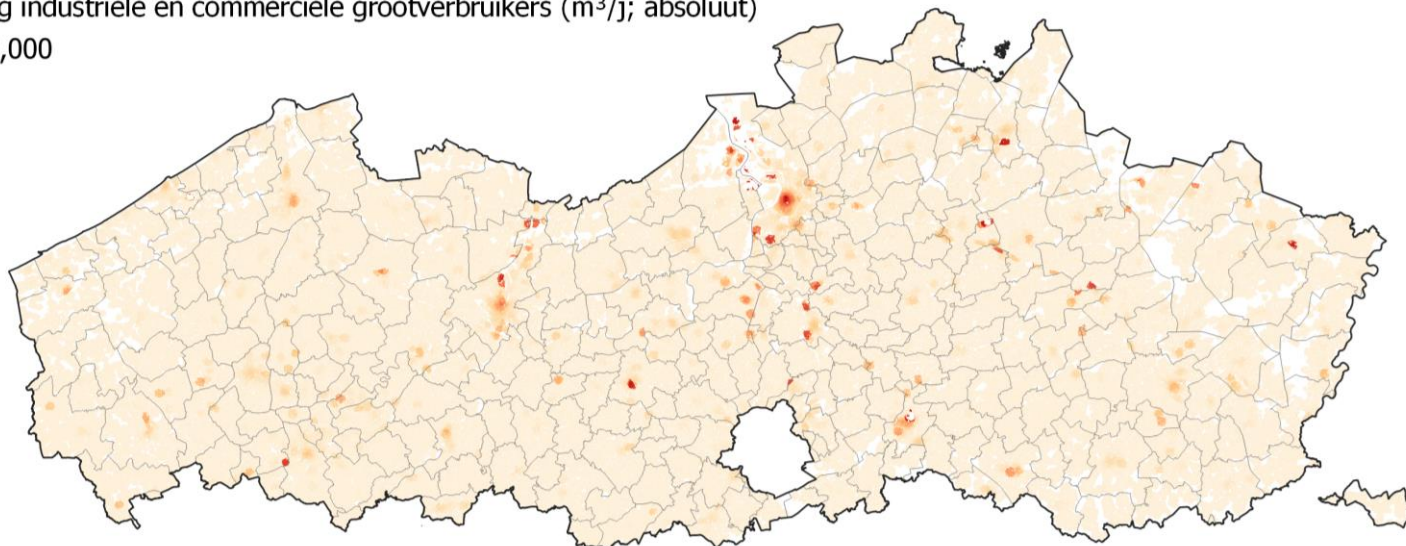 g industriële en commerciële grootverbruikers (m³/j; absoluut)
,000